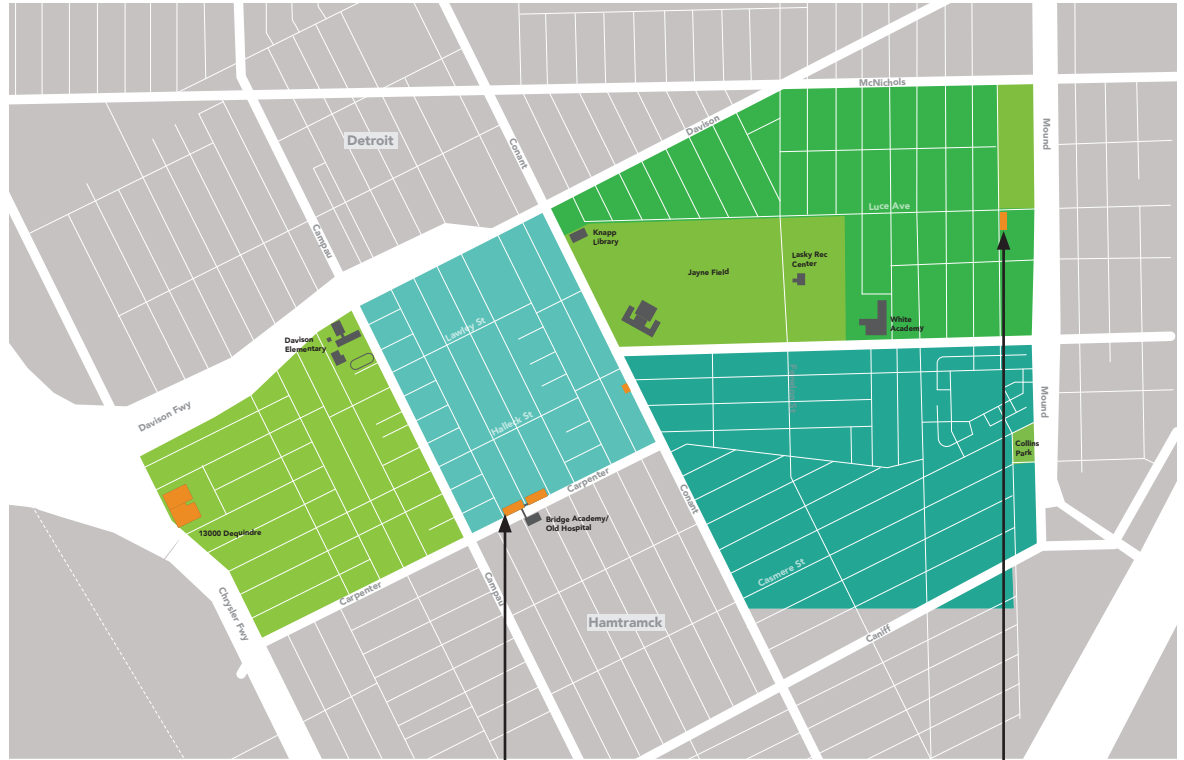 McNichols
Davison
Mound
Detroit
Conant
Luce Ave
Campau
Knapp
Library
Lasky Rec
Center
Jayne Field
White
Academy
Lawley St
Davison
Elementary
Davison Fwy
Halleck St
Mound
Collins
Park
Carpenter
Conant
13000 Dequindre
Bridge Academy/
Old Hospital
Casmere St
Campau
Carpenter
Chrysler Fwy
Hamtramck
Caniff